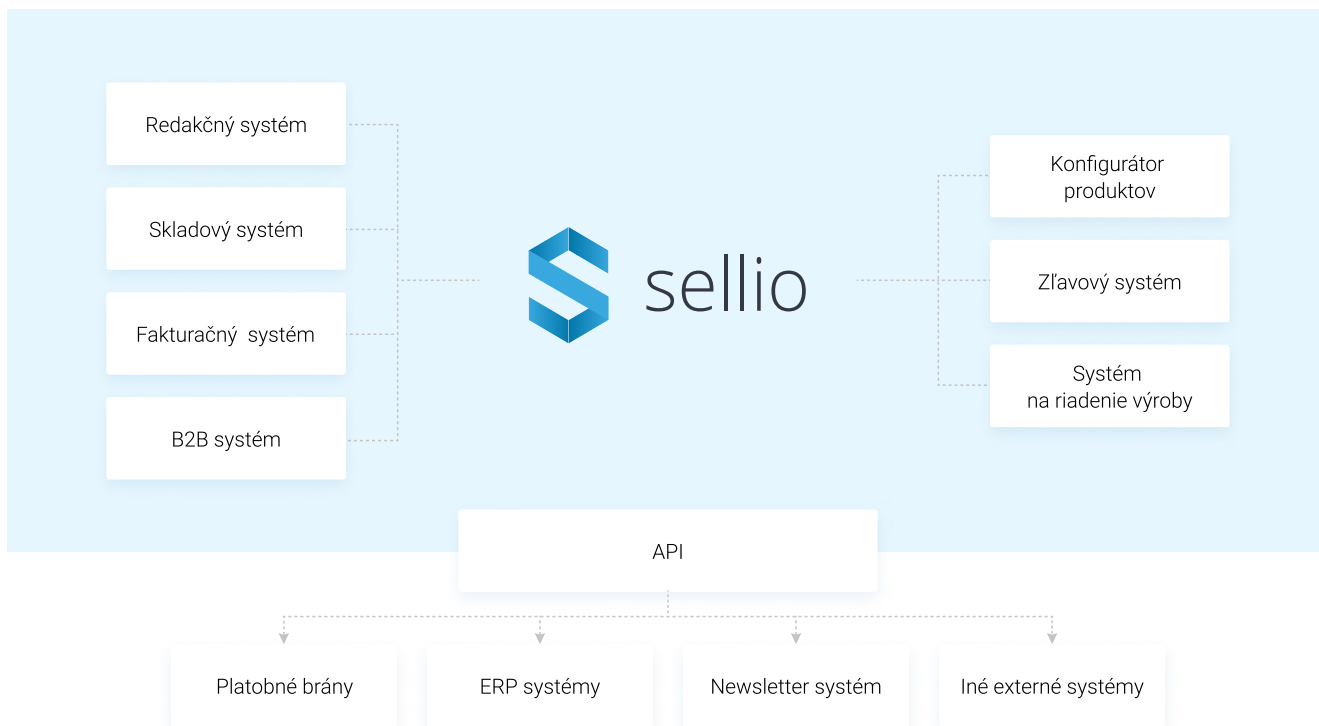 Redakčný systém
Skladový systém
Fakturačný  systém
B2B systém
sellio
Konfigurátor
produktov
Zľavový systém
Systém
na riadenie výroby
API
Platobné brány
ERP systémy
Newsletter systém
Iné externé systémy